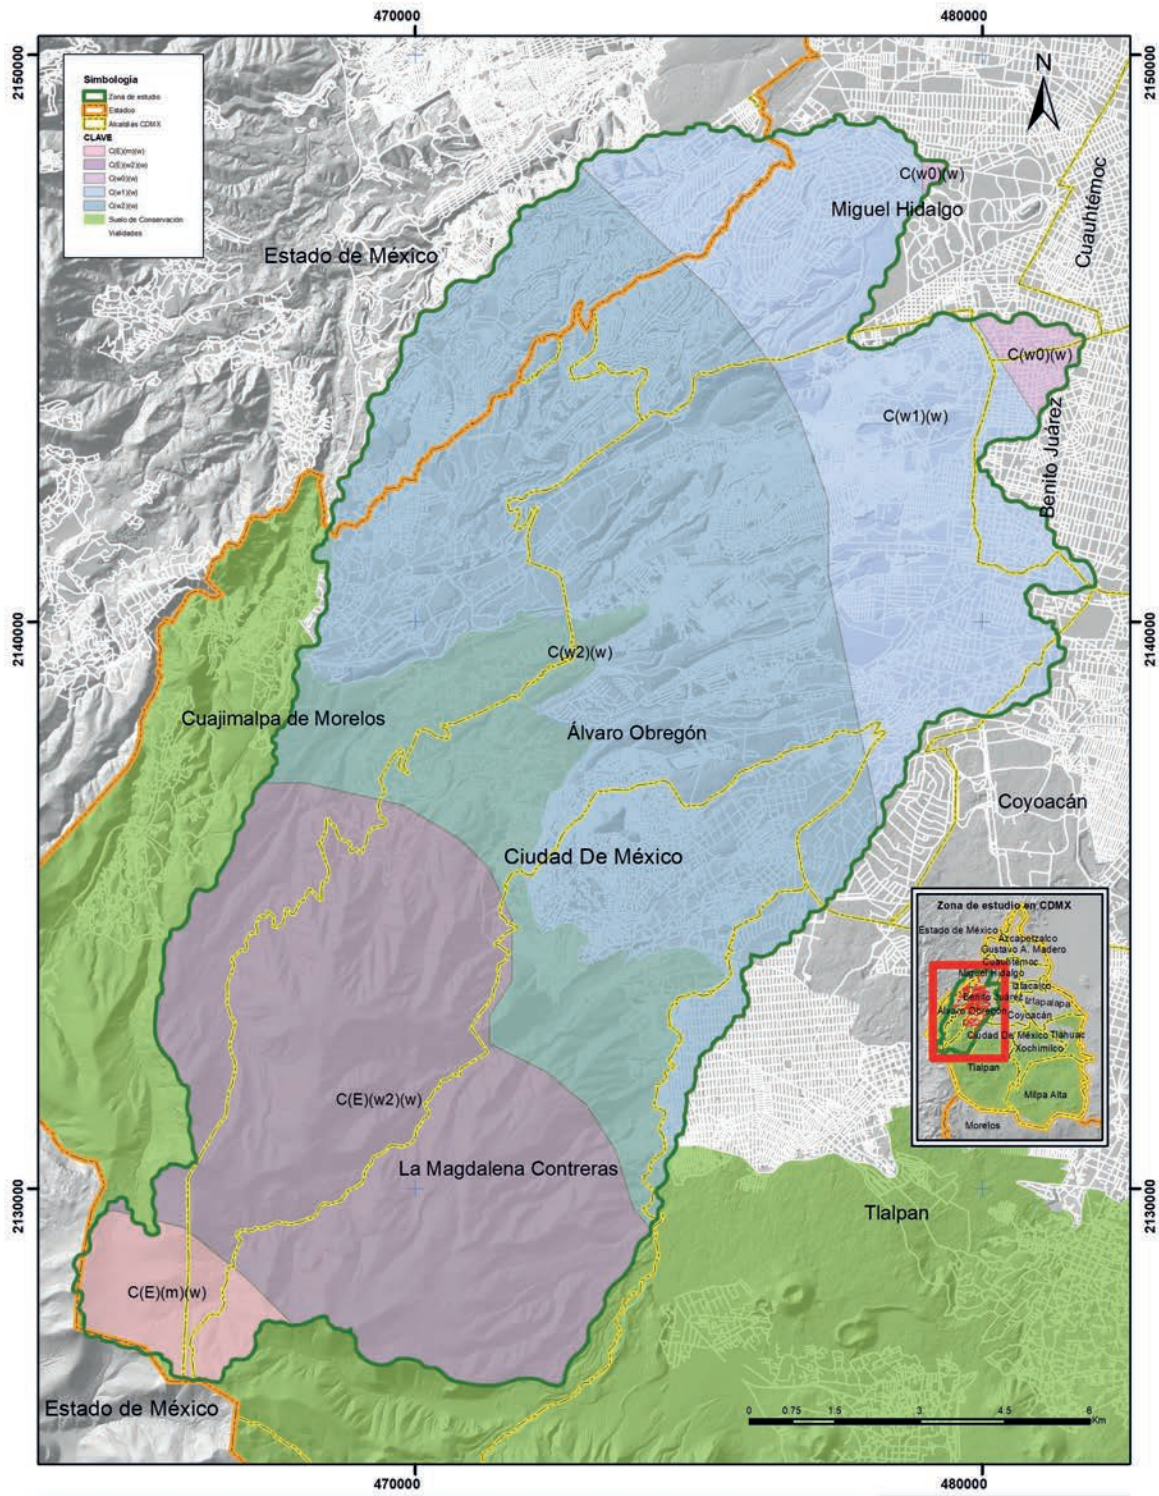 470000
480000
2150000
2150000
N
Simbología
Zona de estudio
Estados
Alcaldías CDMX
CLAVE
C(E)(m)(w)
C(E)(w2)(w)
C(w0)(w)
C(w1)(w)
C(w2)(w)
Suelo de Conservación
Vialidades
C(w0)(w)
Miguel Hidalgo
Cuauhtémoc
Estado de México
C(w0)(w)
Benito Juárez
C(w1)(w)
2140000
2140000
C(w2)(w)
Cuajimalpa de Morelos
Álvaro Obregón
Coyoacán
Ciudad De México
Zona de estudio en CDMX
Estado de México
Azcapotzalco
Gustavo A. Madero
Cuauhtémoc
Miguel Hidalgo
Iztacalco
Benito Juárez
Iztapalapa
Álvaro Obregón
Coyoacán
Ciudad De México
Tláhuac
Xochimilco
Tlalpan
Milpa Alta
Morelos
C(E)(w2)(w)
La Magdalena Contreras
2130000
2130000
Tlalpan
C(E)(m)(w)
Estado de México
0 0.75 1.5 3 4.5 6
Km
470000
480000